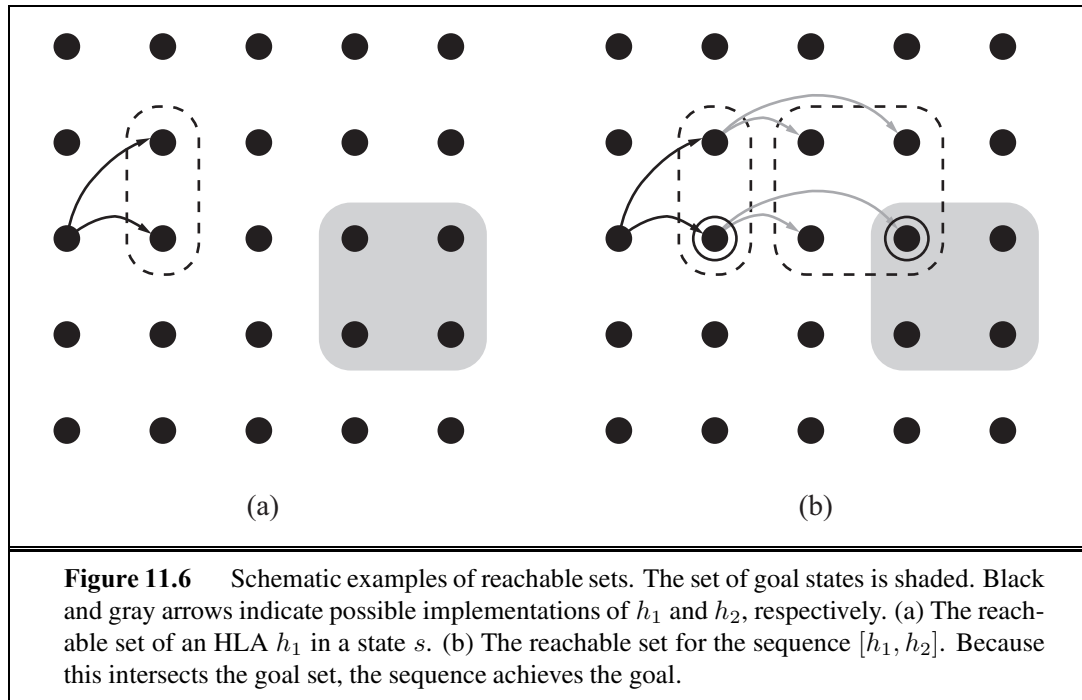 (a)
(b)
Figure 11.6 Schematic examples of reachable sets. The set of goal states is shaded. Black
and gray arrows indicate possible implementations of h₁ and h₂, respectively. (a) The reach-
able set of an HLA h₁ in a state s. (b) The reachable set for the sequence [h₁, h₂]. Because
this intersects the goal set, the sequence achieves the goal.